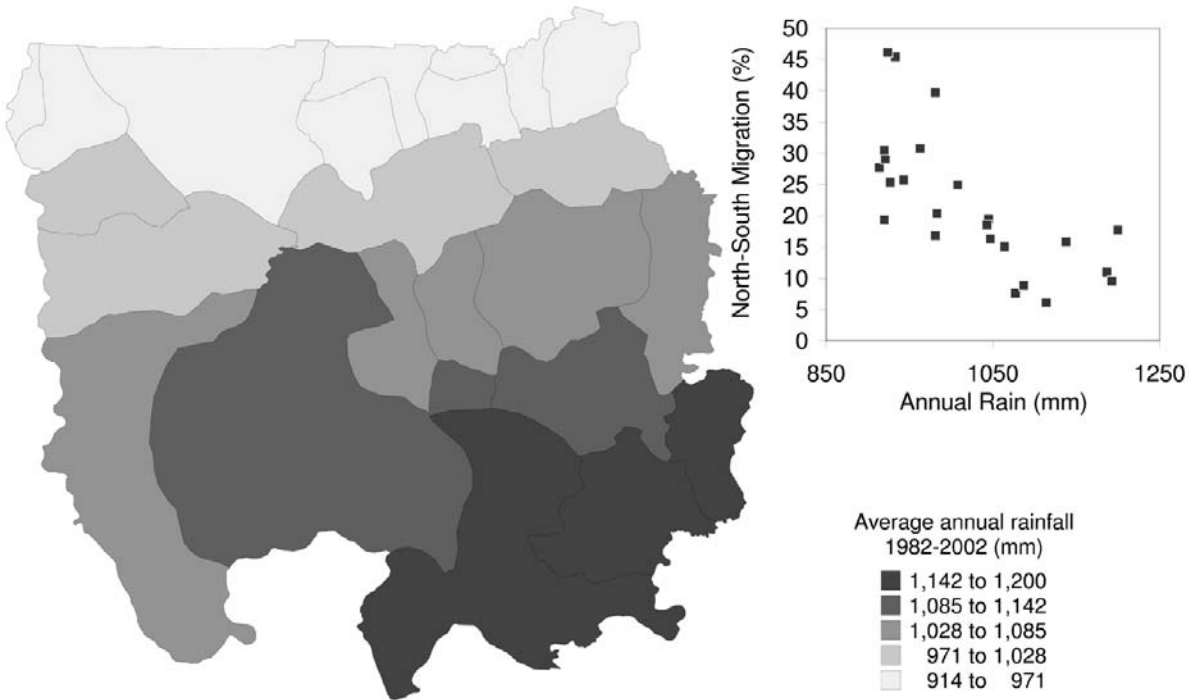 50
45
40
35
30
25
20
15
10
5
0
North-South Migration (%)
850 1050 1250
Annual Rain (mm)
Average annual rainfall
1982-2002 (mm)
1,142 to 1,200
1,085 to 1,142
1,028 to 1,085
971 to 1,028
914 to 971